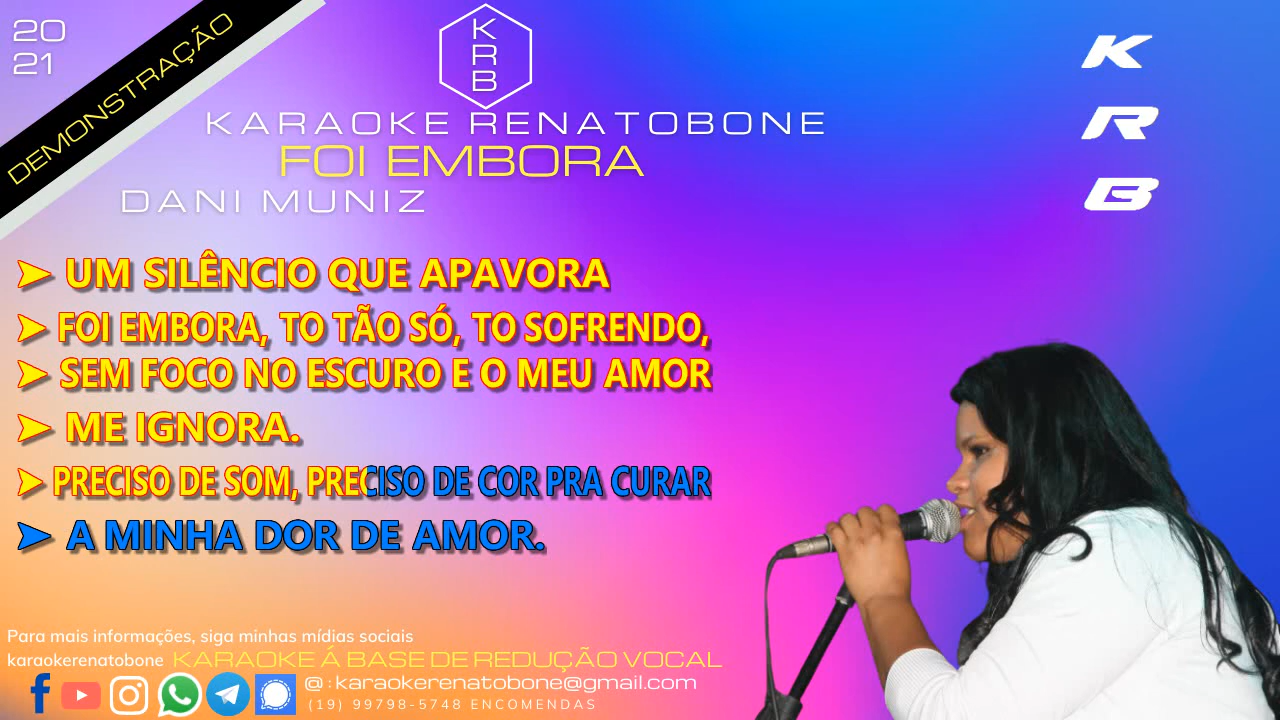 20
21
DEMONSTRAÇÃO
K
R
B
KARAOKE RENATOBONE
FOI EMBORA
DANI MUNIZ
K
R
B
➤ UM SILÊNCIO QUE APAVORA
➤ FOI EMBORA, TO TÃO SÓ, TO SOFRENDO,
➤ SEM FOCO NO ESCURO E O MEU AMOR
➤ ME IGNORA.
➤ PRECISO DE SOM, PRECISO DE COR PRA CURAR
➤ A MINHA DOR DE AMOR.
Para mais informações, siga minhas mídias sociais
karaokerenatobone KARAOKE Á BASE DE REDUÇÃO VOCAL
@:karaokerenatobone@gmail.com
(19) 99798-5748 ENCOMENDAS